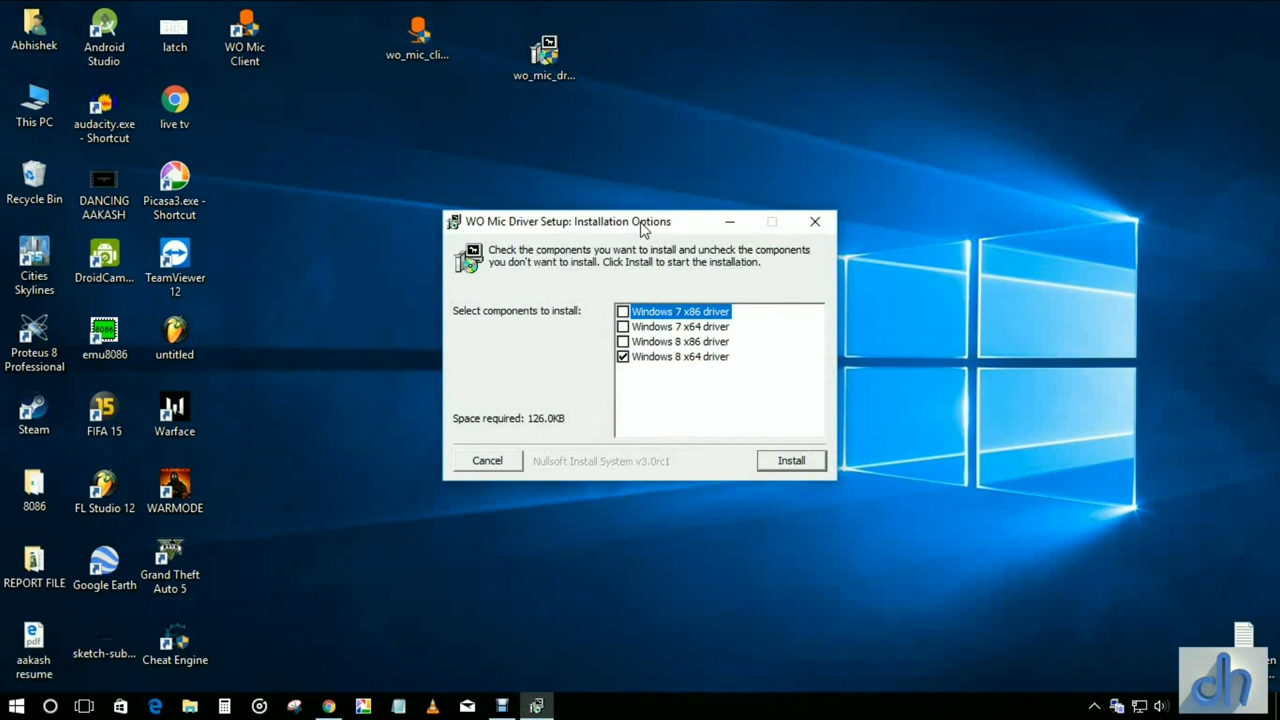 Abhishek
Android
Studio
latch
WO Mic
Client
wo_mic_cli...
wo_mic_dr...
This PC
audacity.exe
- Shortcut
live tv
Recycle Bin
DANCING
AAKASH
Picasa3.exe -
Shortcut
Cities
Skylines
DroidCam...
TeamViewer
12
Proteus 8
Professional
8086
emu8086
untitled
Steam
15
FIFA 15
Warface
8086
FL Studio 12
WARMODE
REPORT FILE
Google Earth
Grand Theft
Auto 5
pdf
aakash
resume
sketch-sub...
Cheat Engine
WO Mic Driver Setup: Installation Options
Check the components you want to install and uncheck the components
you don't want to install. Click Install to start the installation.
Select components to install:
Windows 7 x86 driver
Windows 7 x64 driver
Windows 8 x86 driver
Windows 8 x64 driver
Space required: 126.0KB
Cancel
Nullsoft Install System v3.0rc1
Install
dh